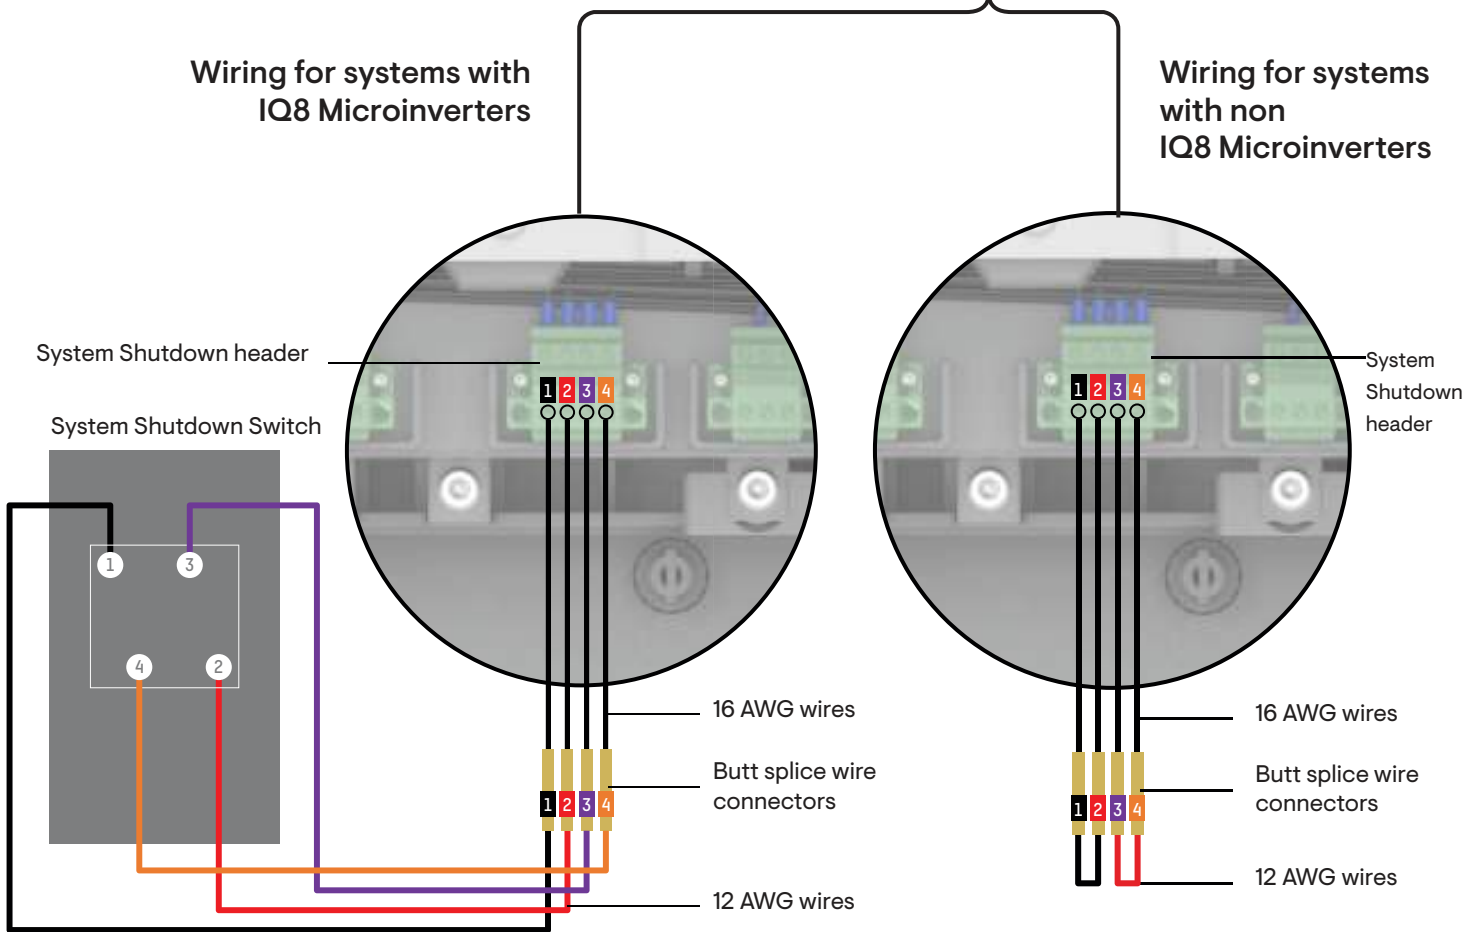 Wiring for systems with
IQ8 Microinverters
Wiring for systems
with non
IQ8 Microinverters
System Shutdown header
1 2 3 4
System Shutdown Switch
1 3
4 2
16 AWG wires
Butt splice wire
connectors
1 2 3 4
12 AWG wires
1 2 3 4
System
Shutdown
header
16 AWG wires
Butt splice wire
connectors
1 2 3 4
12 AWG wires